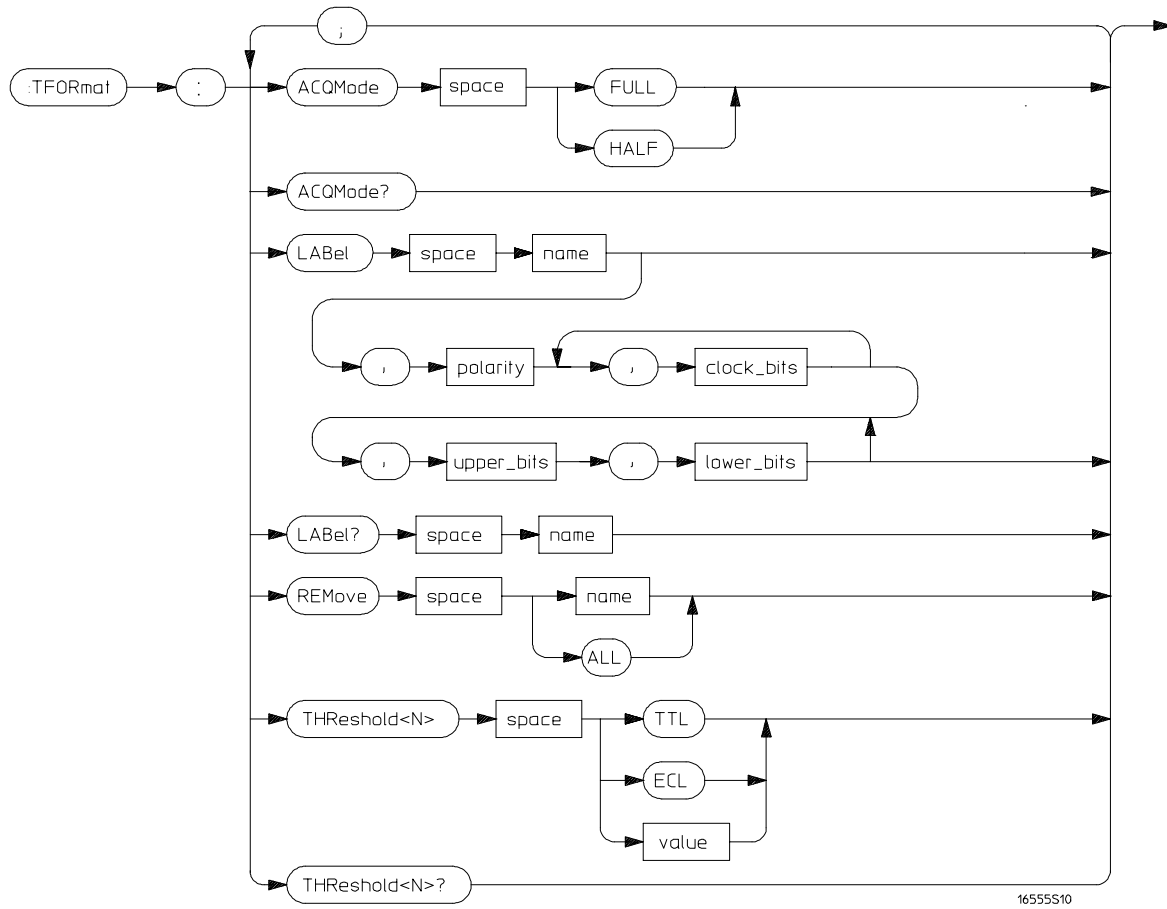 ;
:TFORmat : ACQMode space FULL
HALF
ACQMode?
LABel space name
, polarity , clock_bits
, upper_bits , lower_bits
LABel? space name
REMove space name
ALL
THReshold<N> space TTL
ECL
value
THReshold<N>?
16555S10